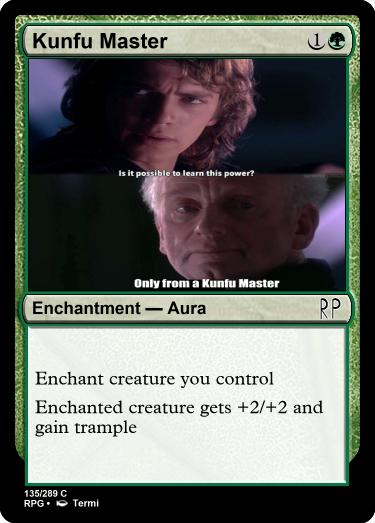 Kunfu Master 1
Is it possible to learn this power?
Only from a Kunfu Master
Enchantment — Aura RP
Enchant creature you control
Enchanted creature gets +2/+2 and
gain trample
135/289 C
RPG • Termi